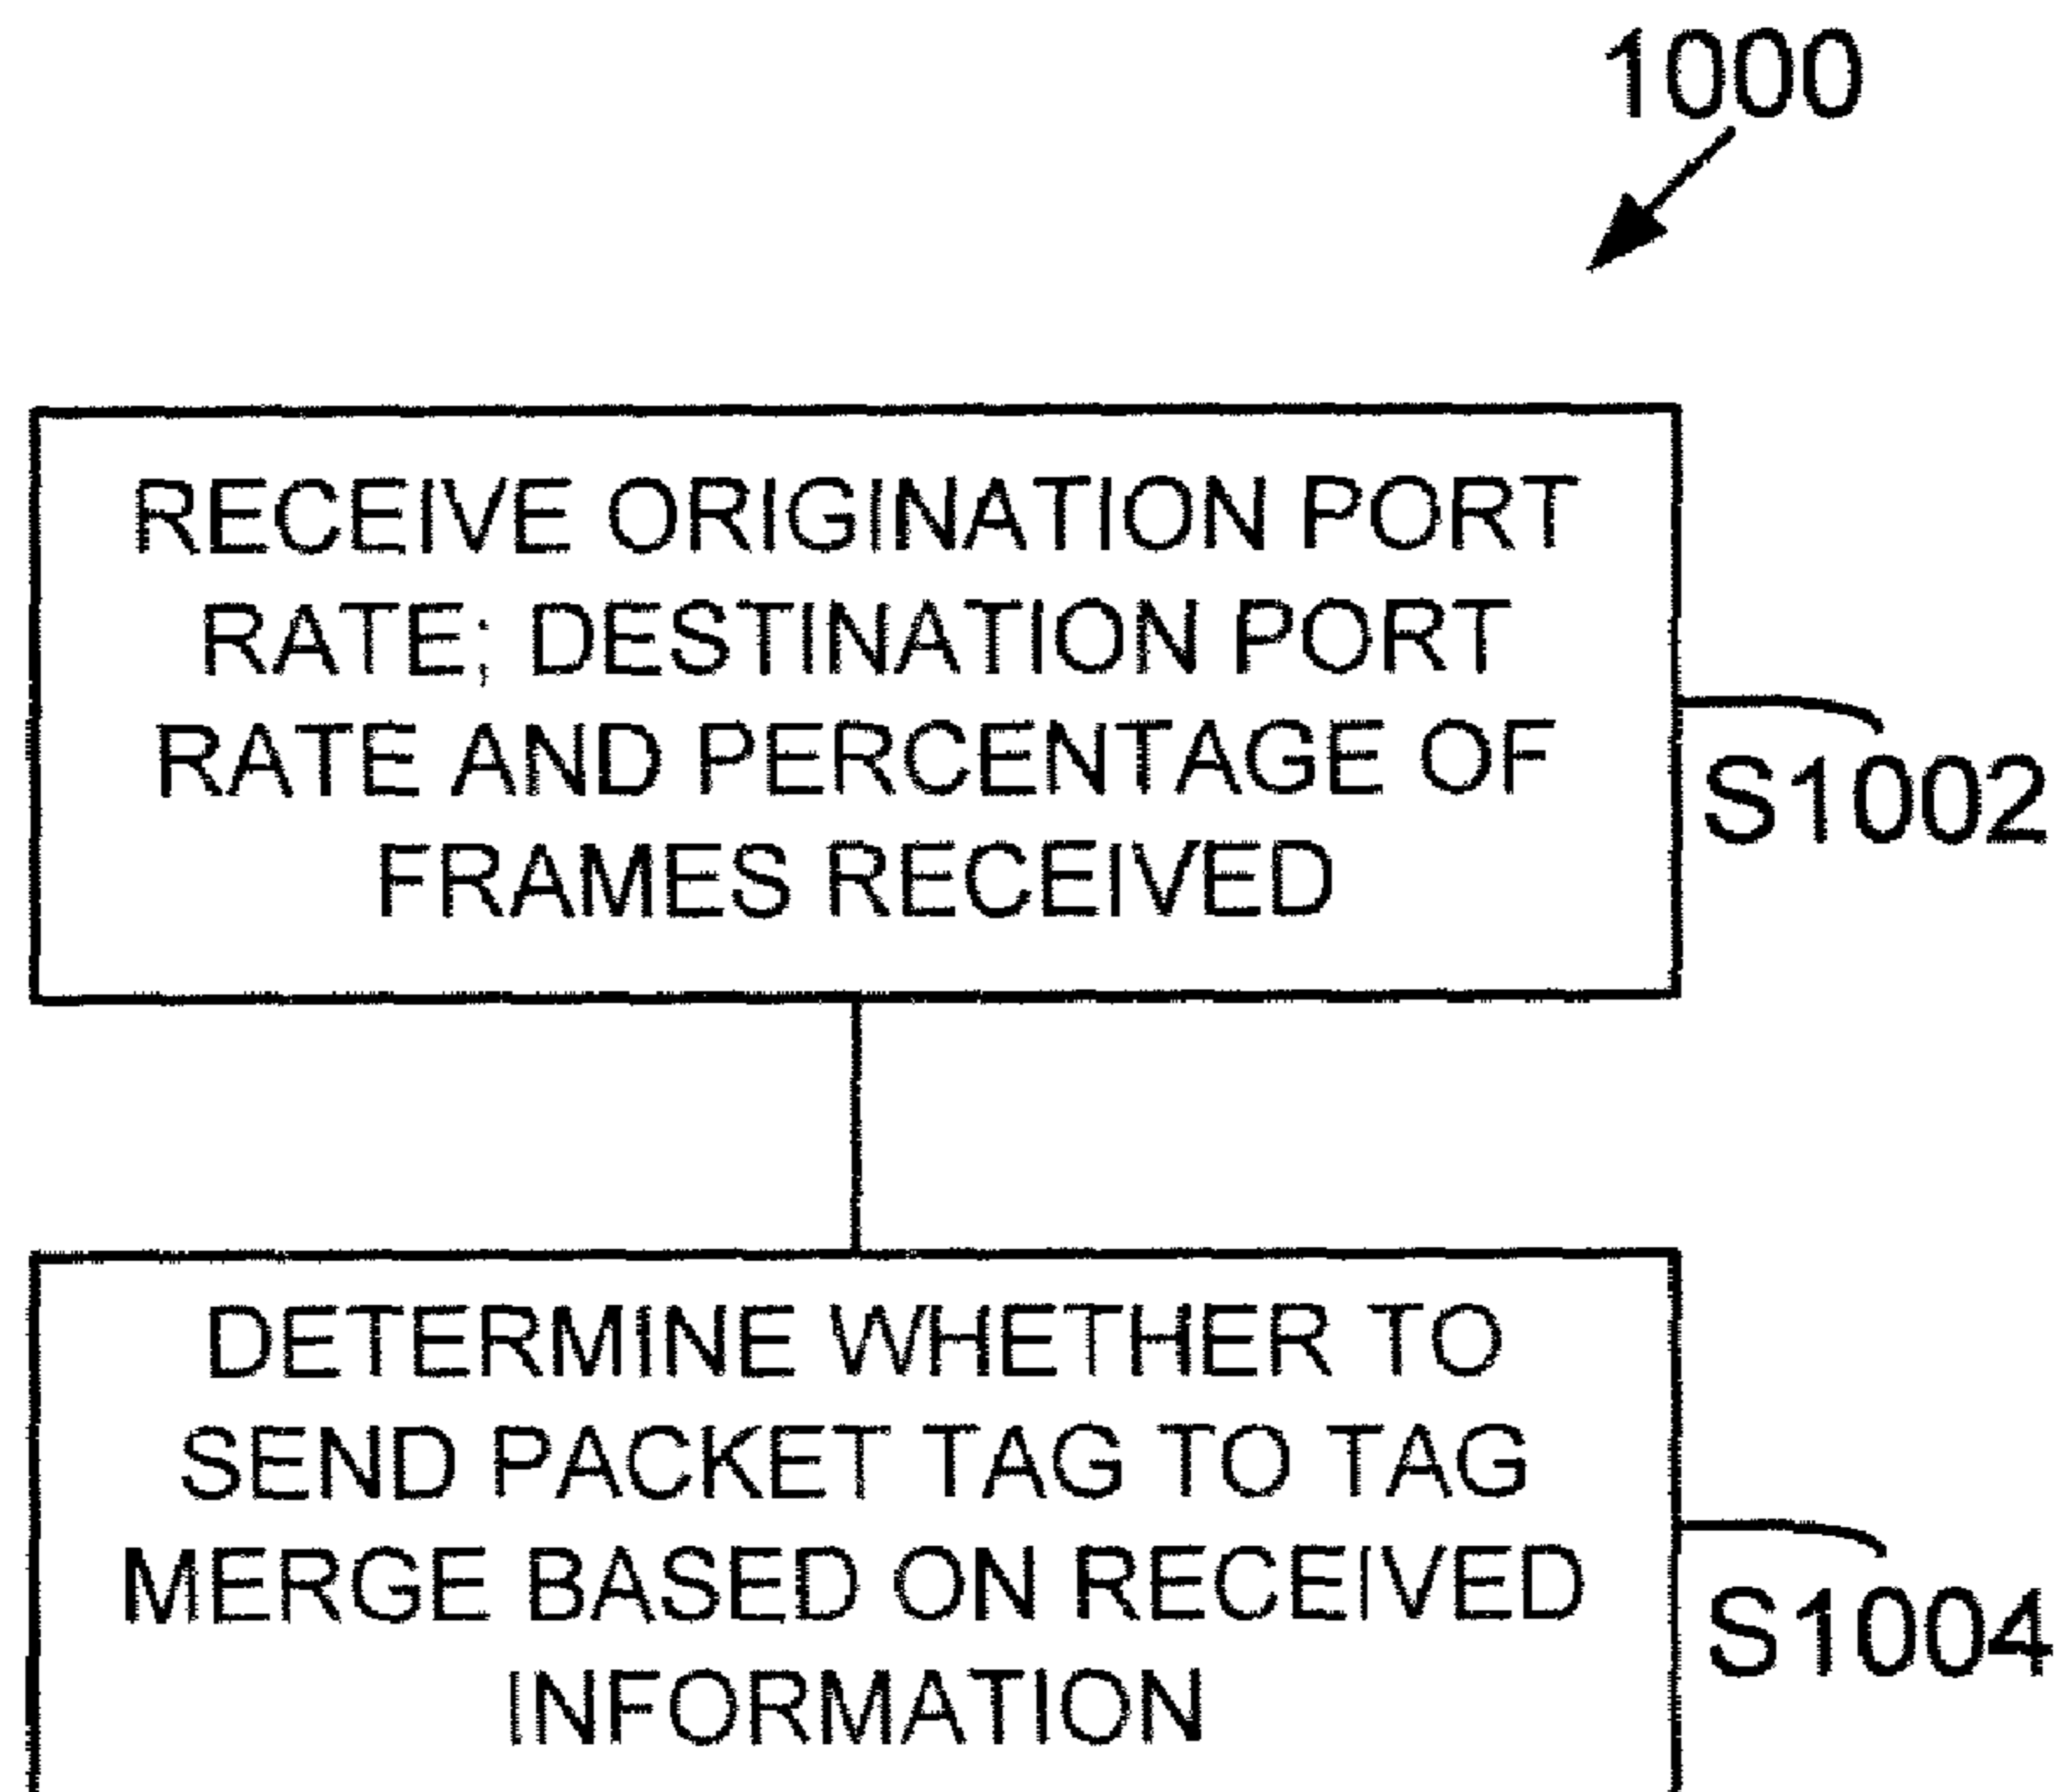 1000
RECEIVE ORIGINATION PORT
RATE; DESTINATION PORT
RATE AND PERCENTAGE OF
FRAMES RECEIVED
S1002
DETERMINE WHETHER TO
SEND PACKET TAG TO TAG
MERGE BASED ON RECEIVED
INFORMATION
S1004